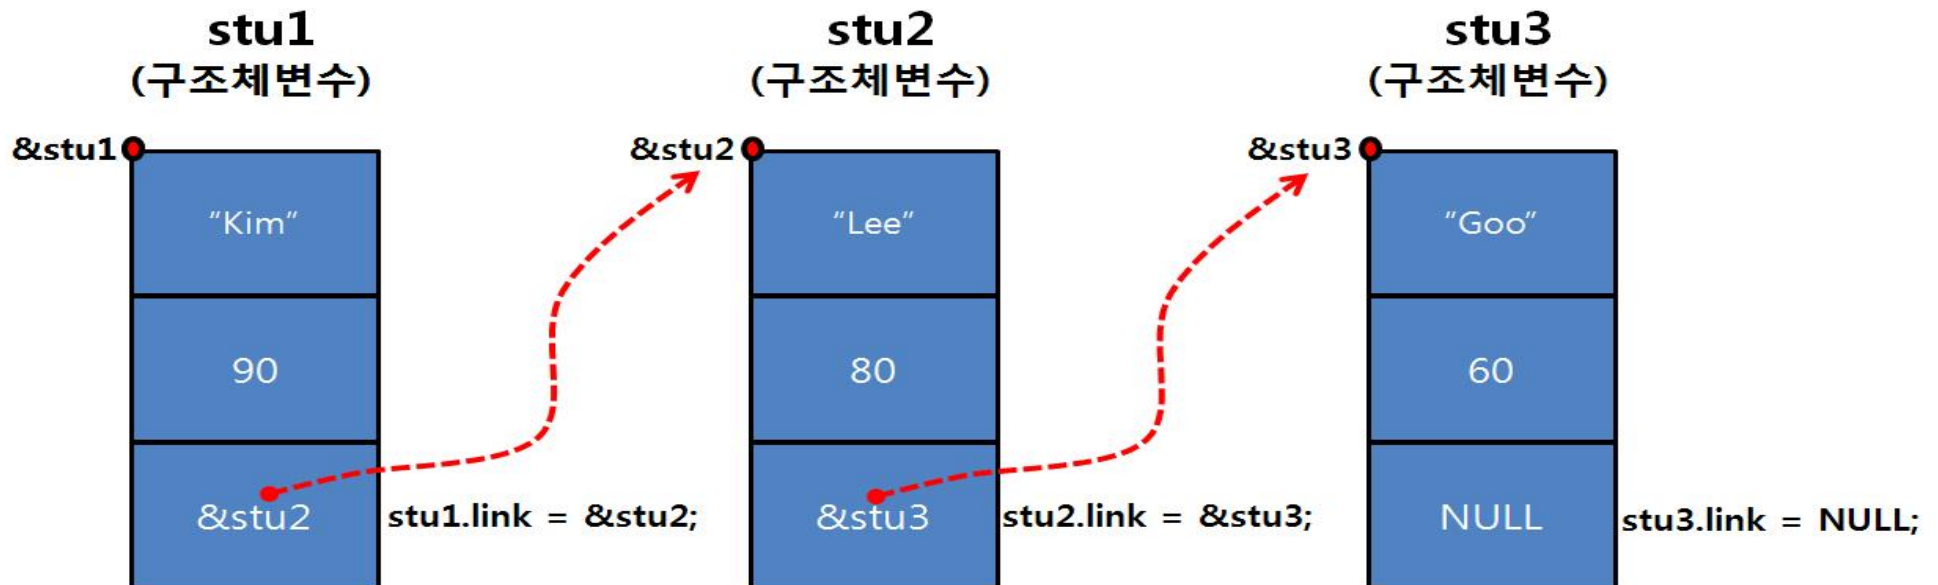 stu1
(구조체변수)
stu2
(구조체변수)
stu3
(구조체변수)
&stu1
&stu2
&stu3
“Kim”
“Lee”
“Goo”
90
80
60
&stu2
stu1.link = &stu2;
&stu3
stu2.link = &stu3;
NULL
stu3.link = NULL;